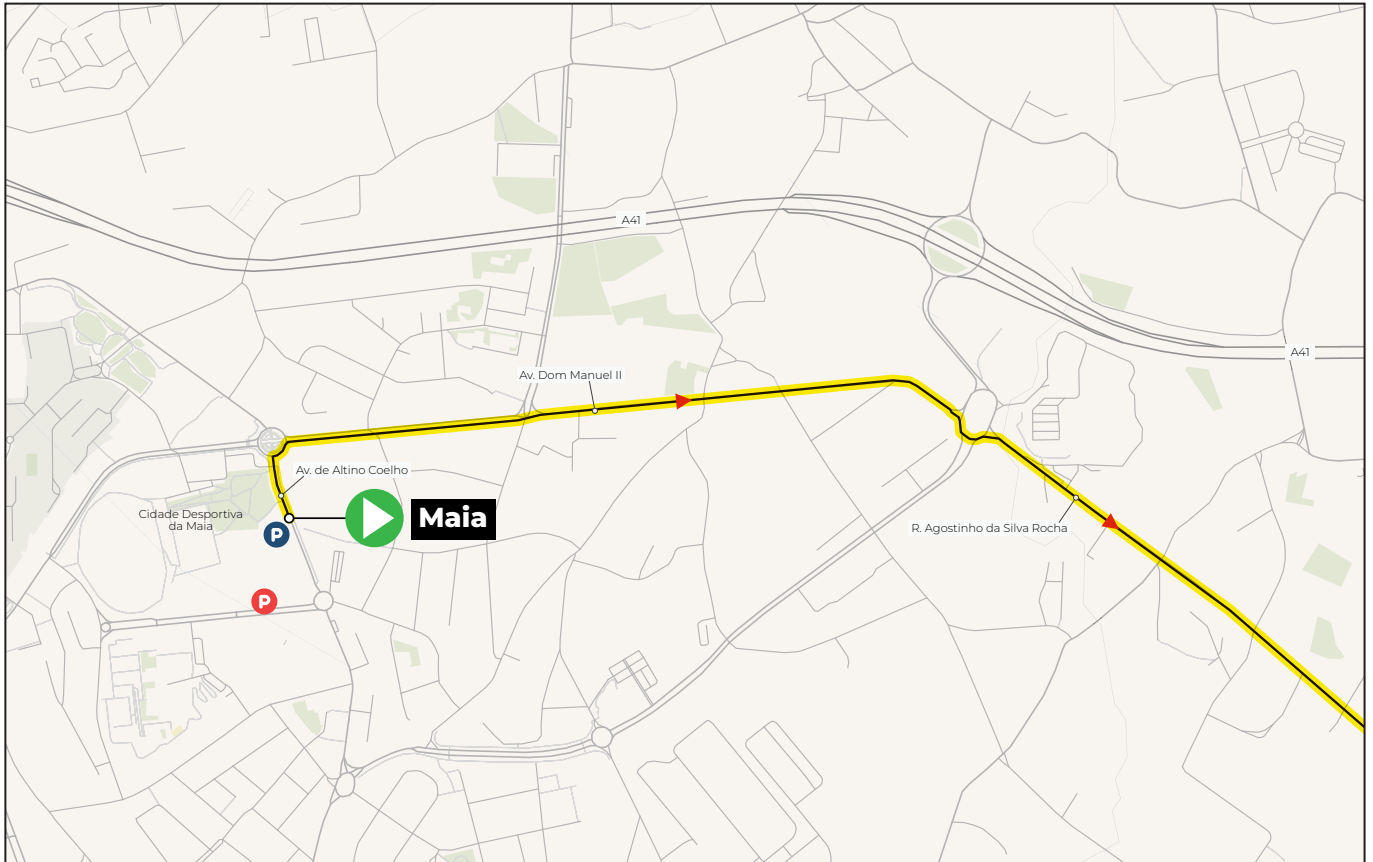 A41
A41
Av. Dom Manuel II
Av. de Altino Coelho
Cidade Desportiva
da Maia
P
Maia
R. Agostinho da Silva Rocha
P